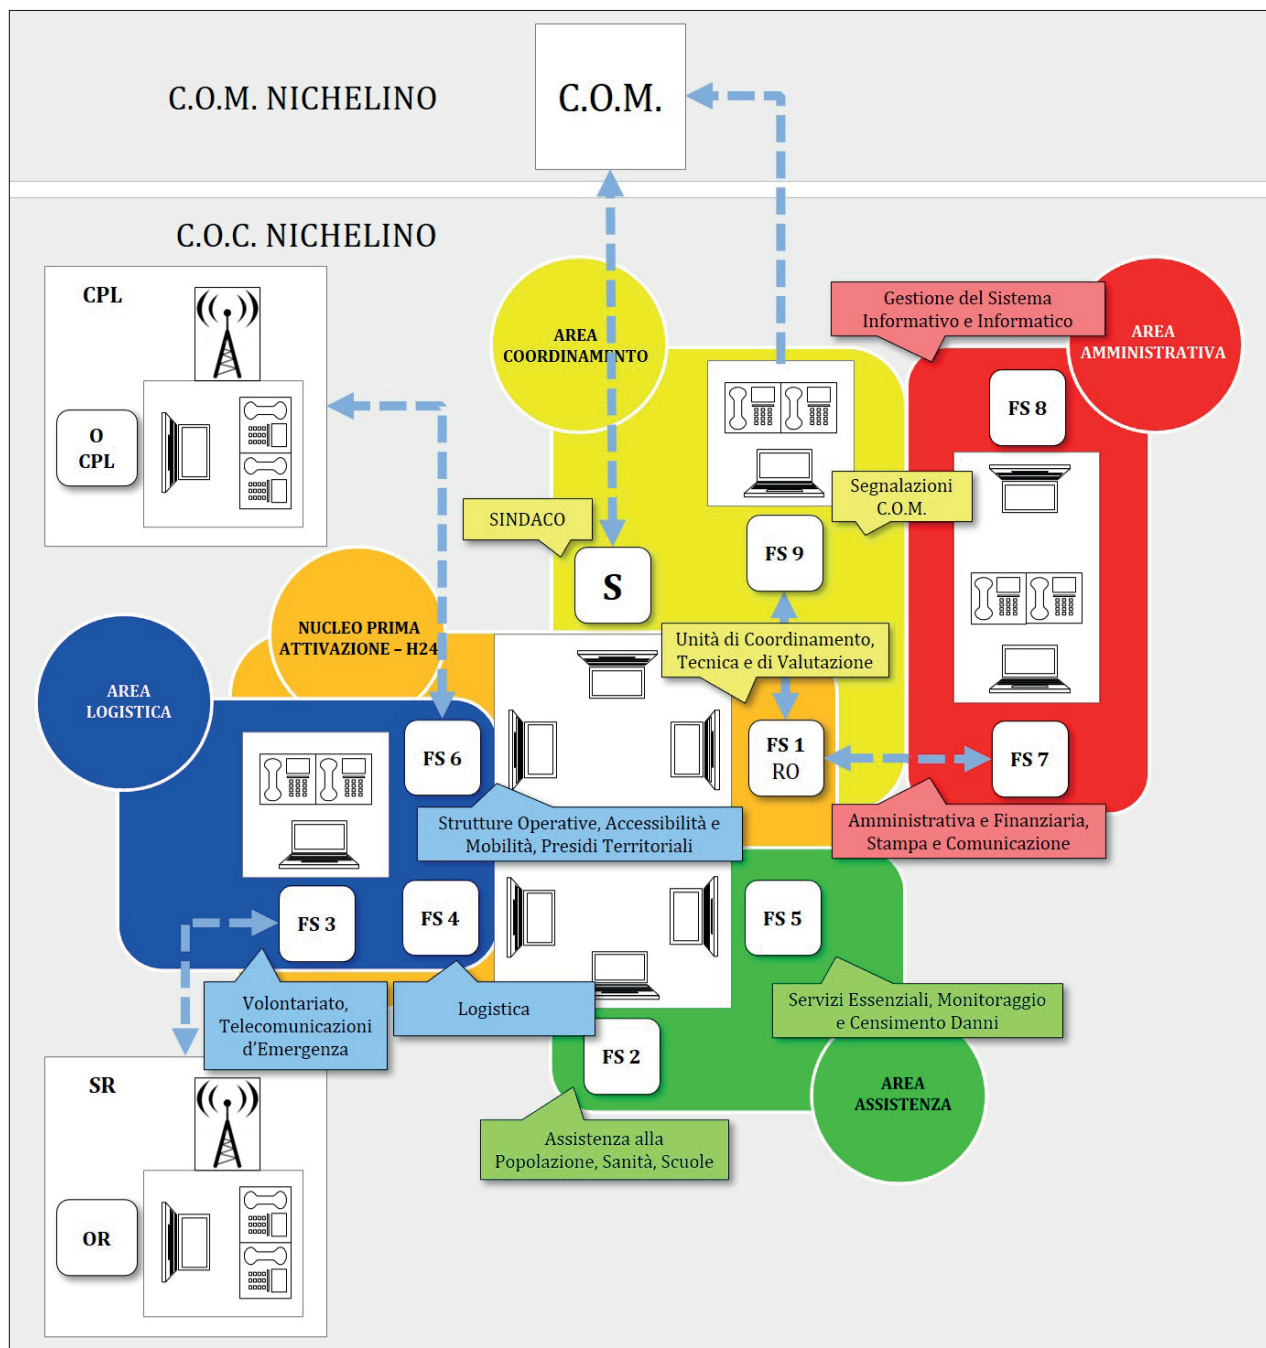 C.O.M. NICHELINO
C.O.M.
C.O.C. NICHELINO
CPL
O
CPL
AREA
COORDINAMENTO
Gestione del Sistema
Informativo e Informatico
AREA
AMMINISTRATIVA
FS 8
Segnalazioni
C.O.M.
SINDACO
S
FS 9
NUCLEO PRIMA
ATTIVAZIONE – H24
Unità di Coordinamento,
Tecnica e di Valutazione
AREA
LOGISTICA
FS 6
FS 1
RO
FS 7
Strutture Operative, Accessibilità e
Mobilità, Presidi Territoriali
Amministrativa e Finanziaria,
Stampa e Comunicazione
FS 3
FS 4
FS 5
Volontariato,
Telecomunicazioni
d'Emergenza
Logistica
Servizi Essenziali, Monitoraggio
e Censimento Danni
FS 2
SR
AREA
ASSISTENZA
Assistenza alla
Popolazione, Sanità, Scuole
OR